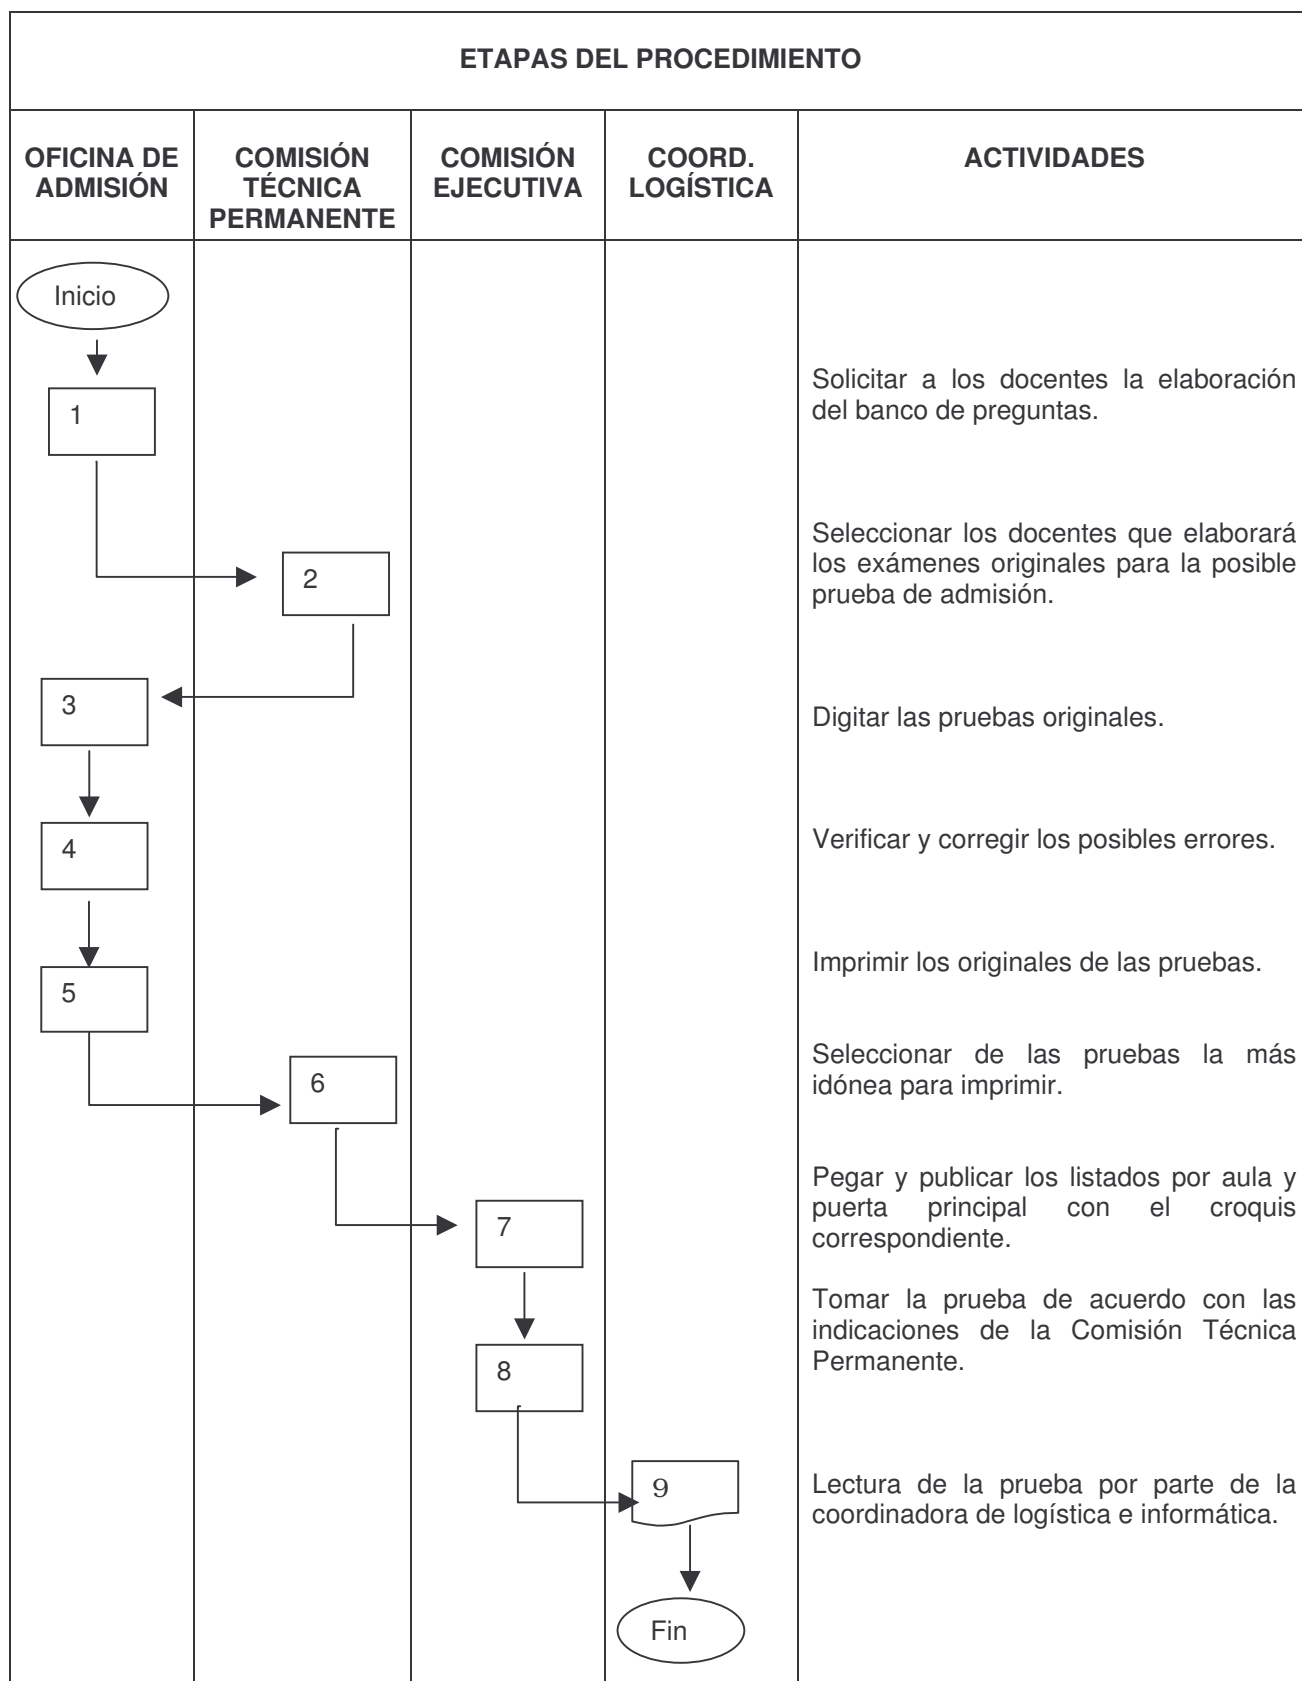 ETAPAS DEL PROCEDIMIENTO
OFICINA DE
ADMISIÓN
COMISIÓN
TÉCNICA
PERMANENTE
COMISIÓN
EJECUTIVA
COORD.
LOGÍSTICA
ACTIVIDADES
Inicio
1
Solicitar a los docentes la elaboración
del banco de preguntas.
2
Seleccionar los docentes que elaborará
los exámenes originales para la posible
prueba de admisión.
3
Digitar las pruebas originales.
4
Verificar y corregir los posibles errores.
5
Imprimir los originales de las pruebas.
6
Seleccionar de las pruebas la más
idónea para imprimir.
7
Pegar y publicar los listados por aula y
puerta principal con el croquis
correspondiente.
8
Tomar la prueba de acuerdo con las
indicaciones de la Comisión Técnica
Permanente.
9
Lectura de la prueba por parte de la
coordinadora de logística e informática.
Fin